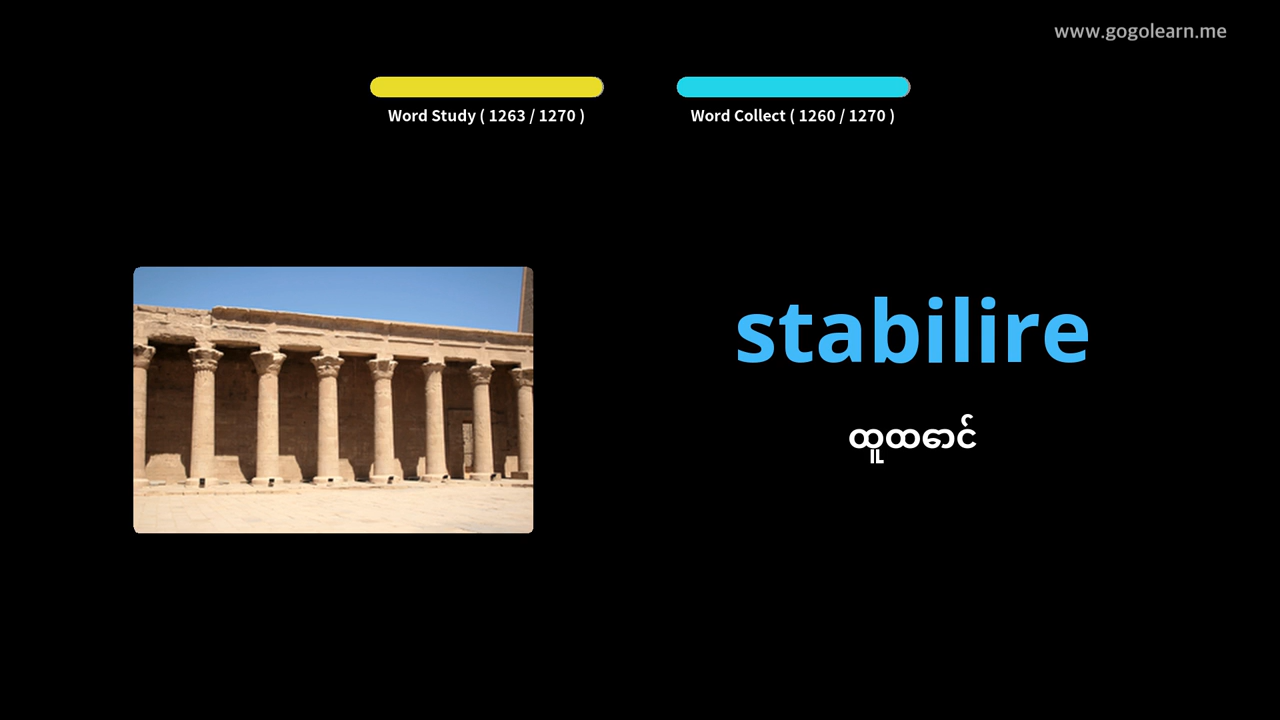 www.gogolearn.me
Word Study ( 1263 / 1270 )
Word Collect ( 1260 / 1270 )
stabilire
ထူထောင်